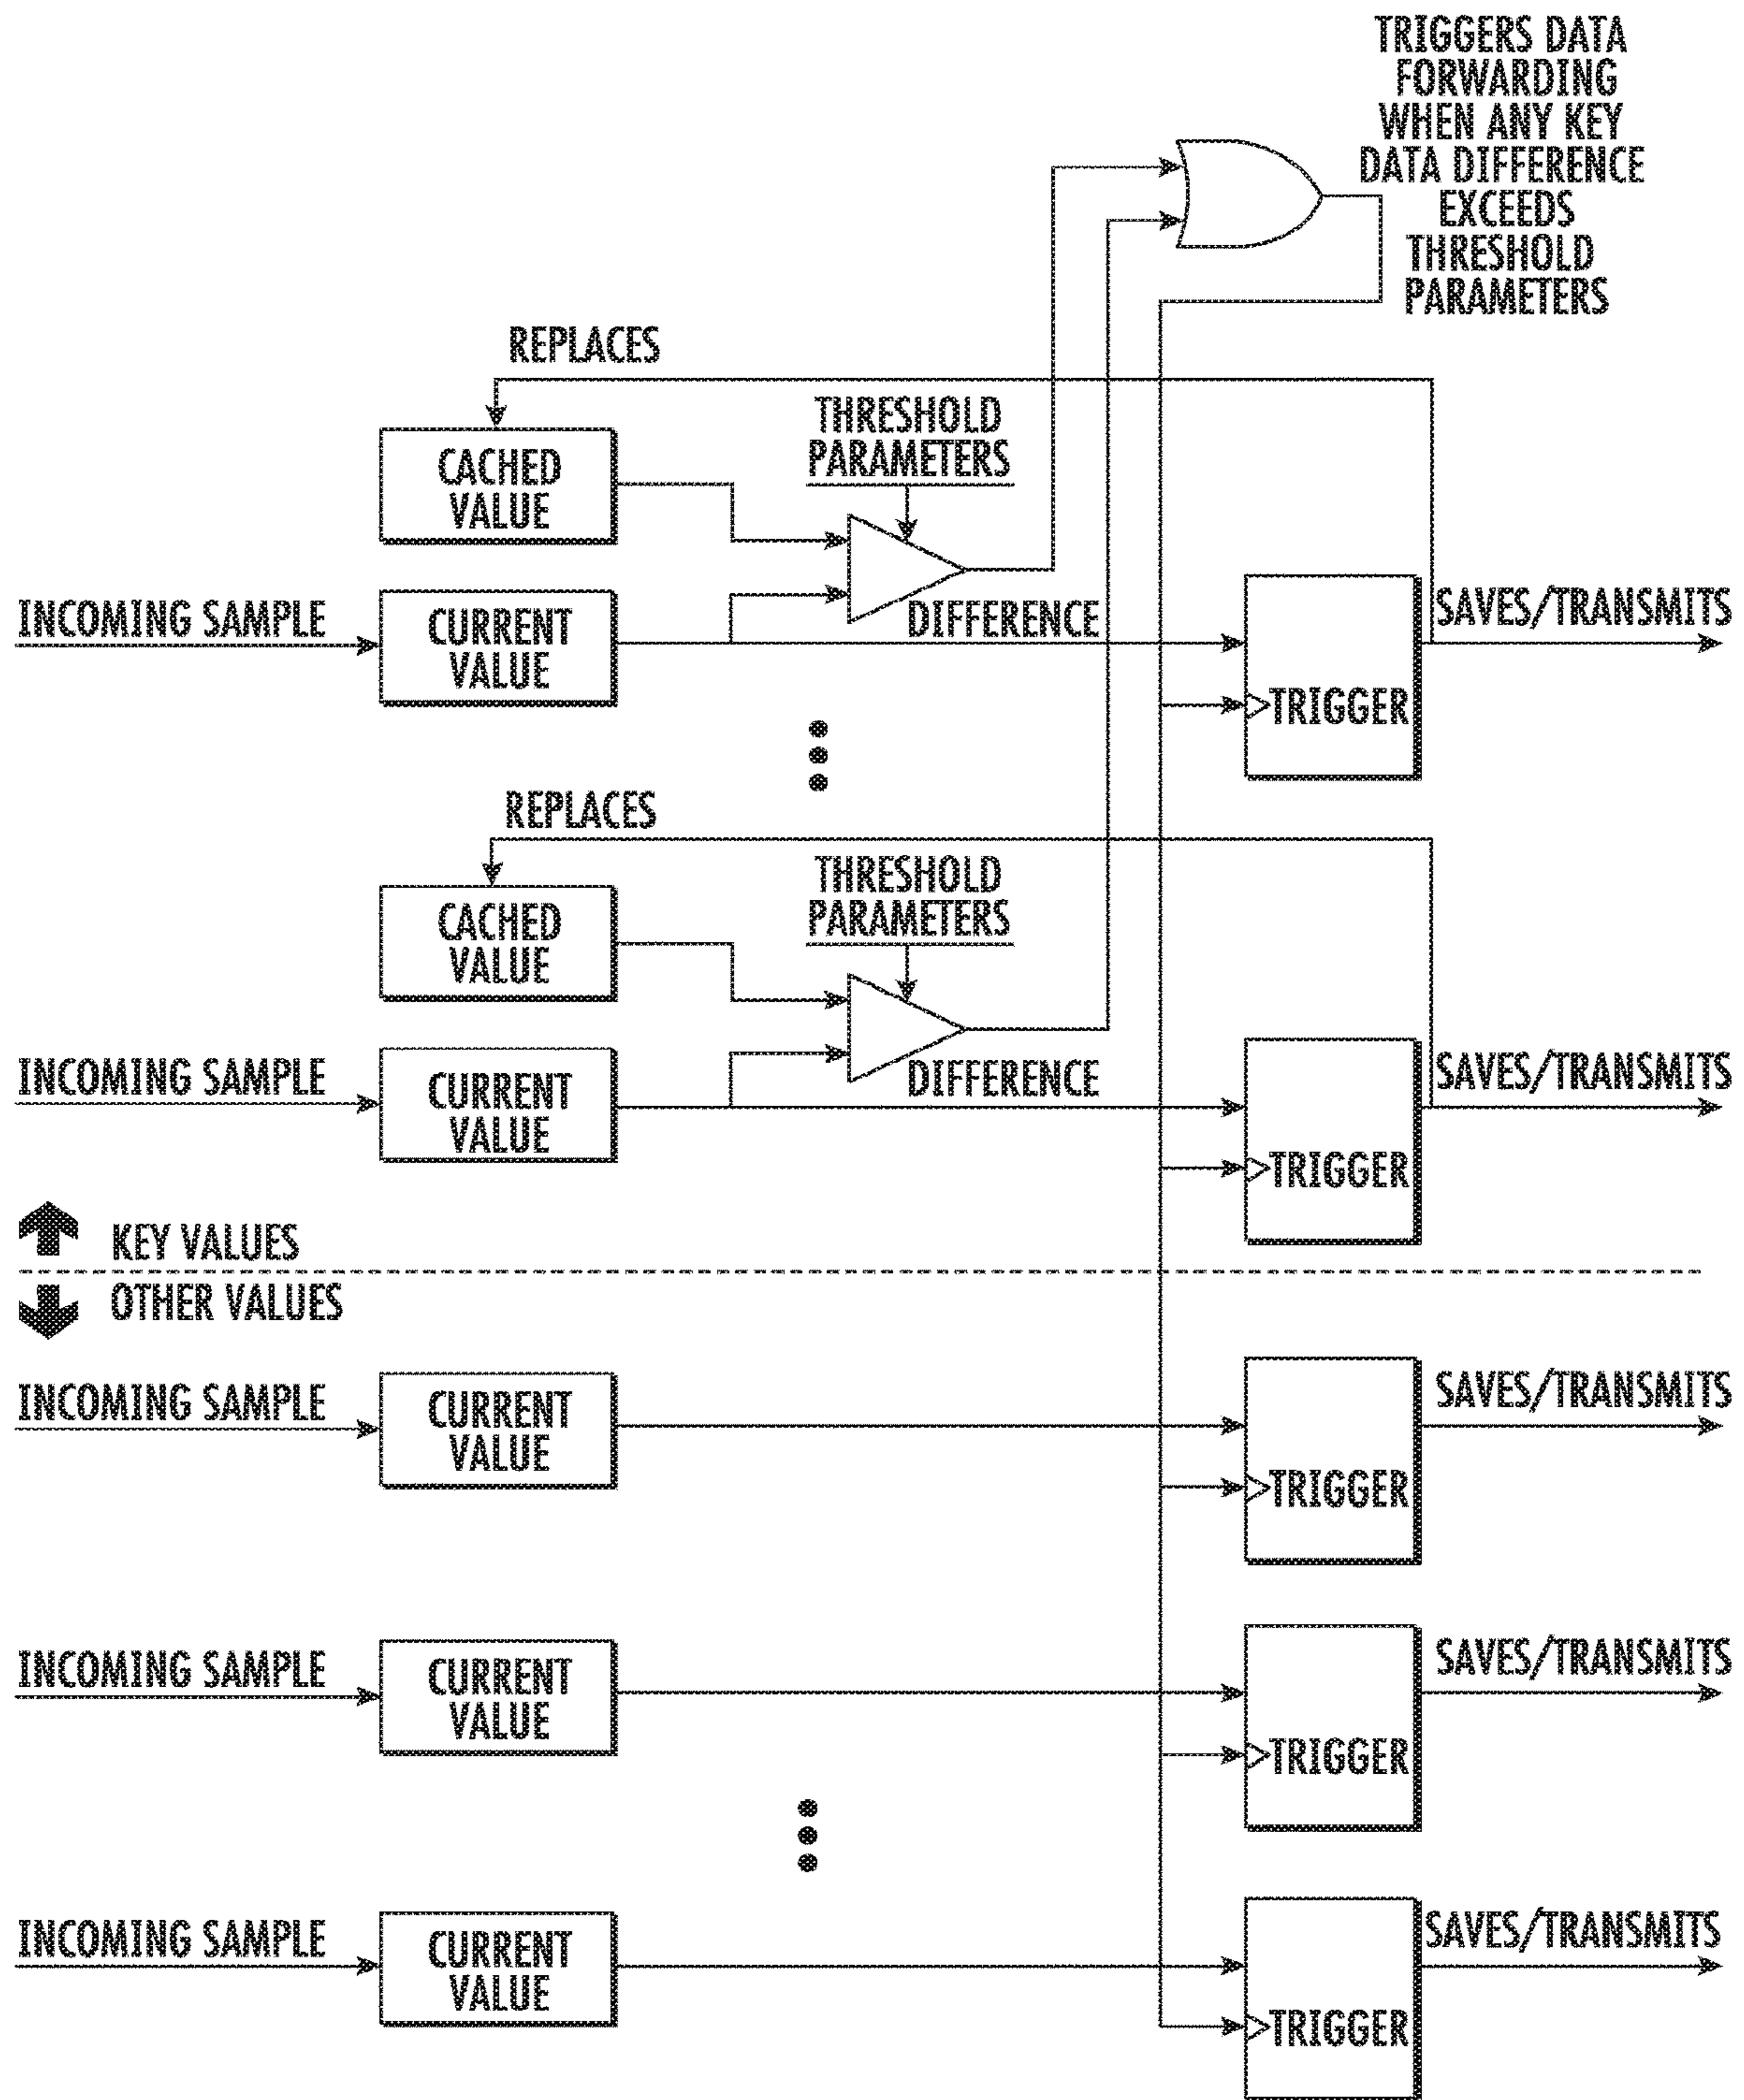 TRIGGERS DATA
FORWARDING
WHEN ANY KEY
DATA DIFFERENCE
EXCEEDS
THRESHOLD
PARAMETERS
REPLACES
THRESHOLD
PARAMETERS
CACHED
VALUE
INCOMING SAMPLE
CURRENT
VALUE
DIFFERENCE
SAVES/TRANSMITS
TRIGGER
REPLACES
THRESHOLD
PARAMETERS
CACHED
VALUE
INCOMING SAMPLE
CURRENT
VALUE
DIFFERENCE
SAVES/TRANSMITS
TRIGGER
KEY VALUES
OTHER VALUES
INCOMING SAMPLE
CURRENT
VALUE
SAVES/TRANSMITS
TRIGGER
INCOMING SAMPLE
CURRENT
VALUE
SAVES/TRANSMITS
TRIGGER
INCOMING SAMPLE
CURRENT
VALUE
SAVES/TRANSMITS
TRIGGER